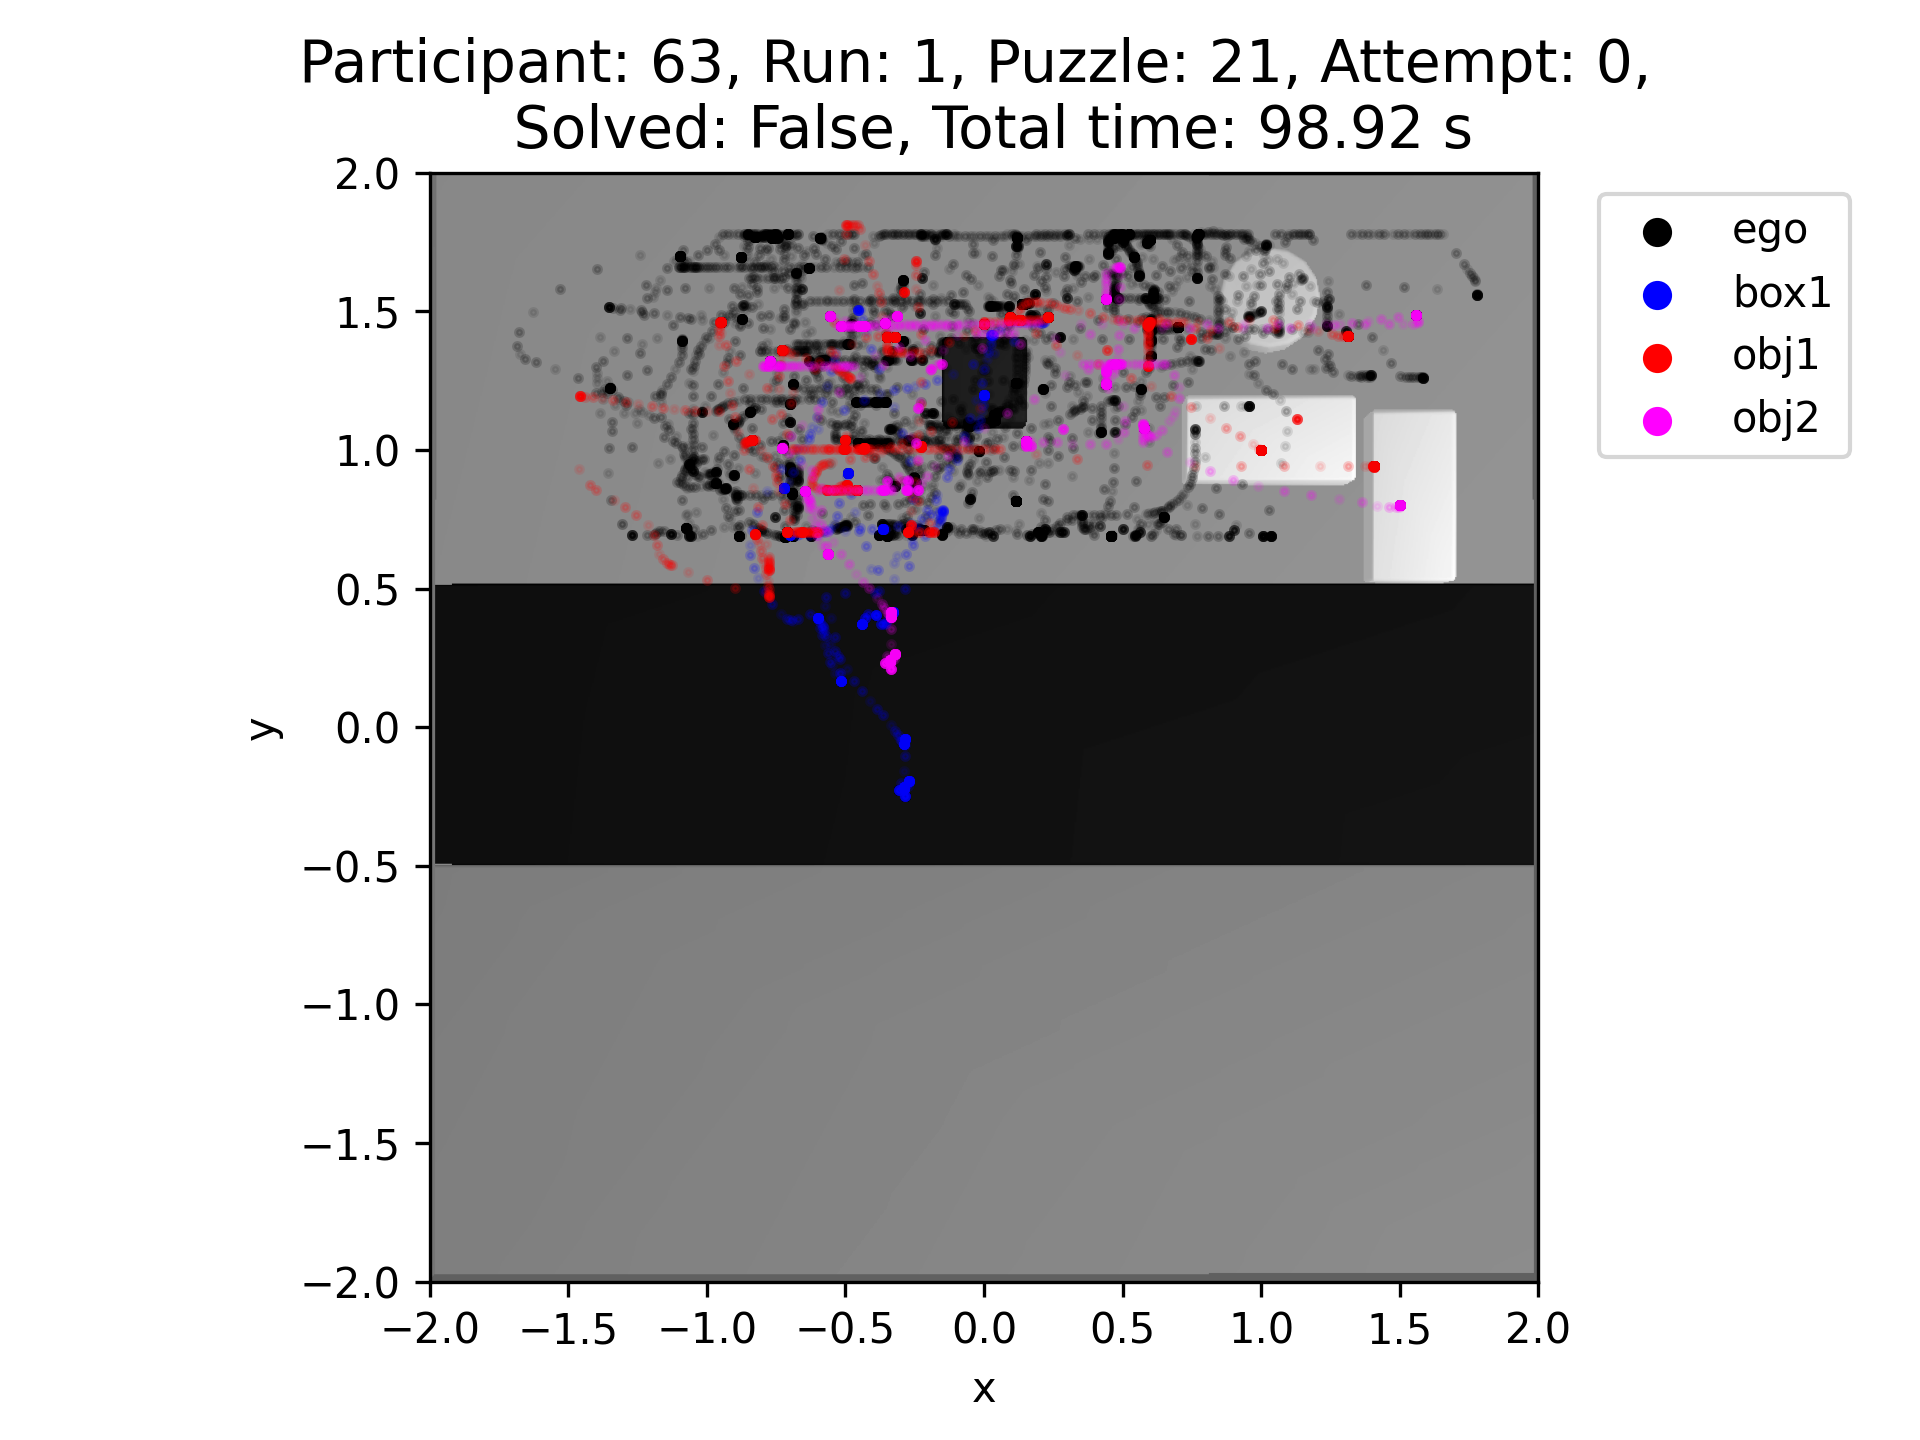 Participant: 63, Run: 1, Puzzle: 21, Attempt: 0,
Solved: False, Total time: 98.92 s
2.0
1.5
1.0
0.5
0.0
−0.5
−1.0
−1.5
−2.0
y
−2.0 −1.5 −1.0 −0.5 0.0 0.5 1.0 1.5 2.0
x
ego
box1
obj1
obj2